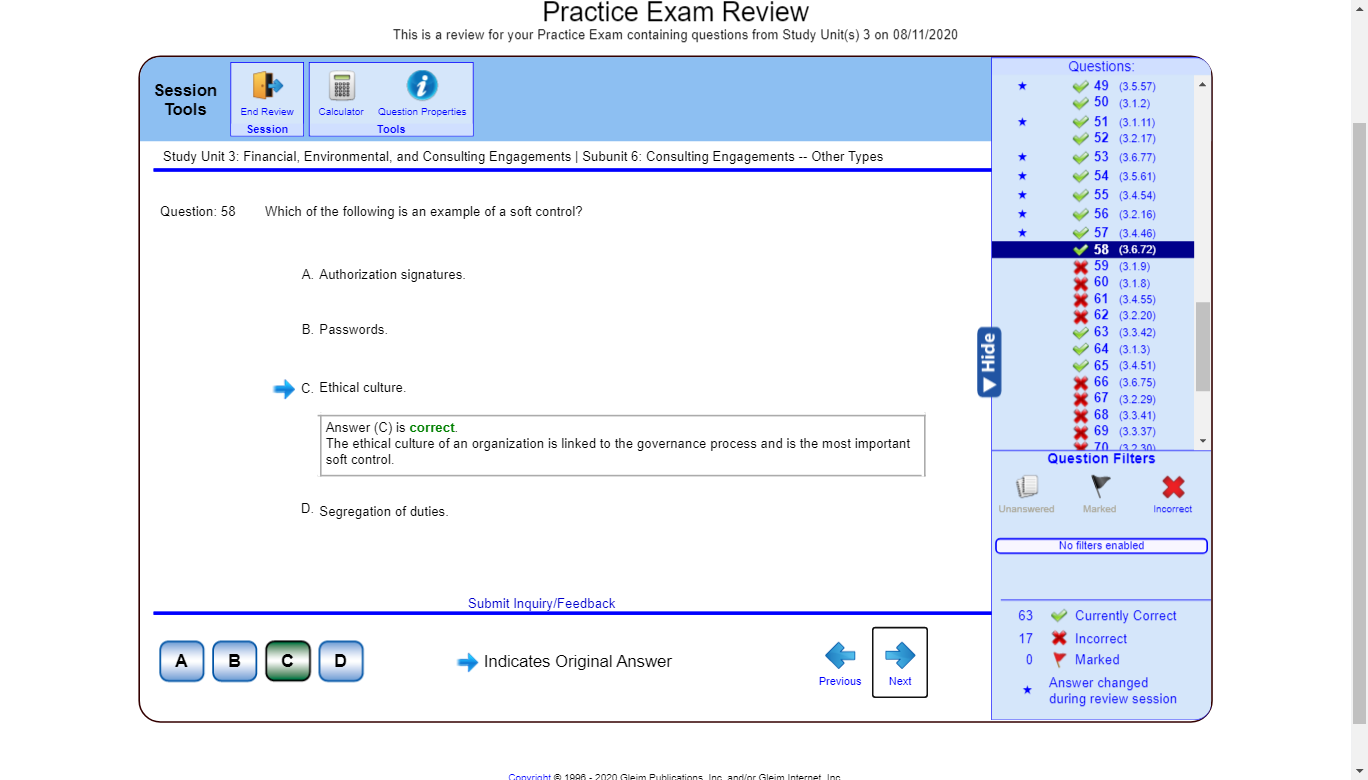 Practice Exam Review
This is a review for your Practice Exam containing questions from Study Unit(s) 3 on 08/11/2020
Session Tools
End Review
Session
Calculator
Question Properties
Tools
Study Unit 3: Financial, Environmental, and Consulting Engagements | Subunit 6: Consulting Engagements -- Other Types
Question: 58 Which of the following is an example of a soft control?
A. Authorization signatures.
B. Passwords.
C. Ethical culture.
Answer (C) is correct.
The ethical culture of an organization is linked to the governance process and is the most important
soft control.
D. Segregation of duties.
Submit Inquiry/Feedback
A B C D
Indicates Original Answer
Previous
Next
Hide
Questions:
49 (3.5.57)
50 (3.1.2)
51 (3.1.11)
52 (3.2.17)
53 (3.6.77)
54 (3.5.61)
55 (3.4.54)
56 (3.2.16)
57 (3.4.46)
58 (3.6.72)
59 (3.1.9)
60 (3.1.8)
61 (3.4.55)
62 (3.2.20)
63 (3.3.42)
64 (3.1.3)
65 (3.4.51)
66 (3.6.75)
67 (3.2.29)
68 (3.3.41)
69 (3.3.37)
70 (3.2.30)
Question Filters
Unanswered
Marked
Incorrect
No filters enabled
63 Currently Correct
17 Incorrect
0 Marked
Answer changed
during review session
Copyright © 1996 - 2020 Gleim Publications, Inc. and/or Gleim Internet, Inc.